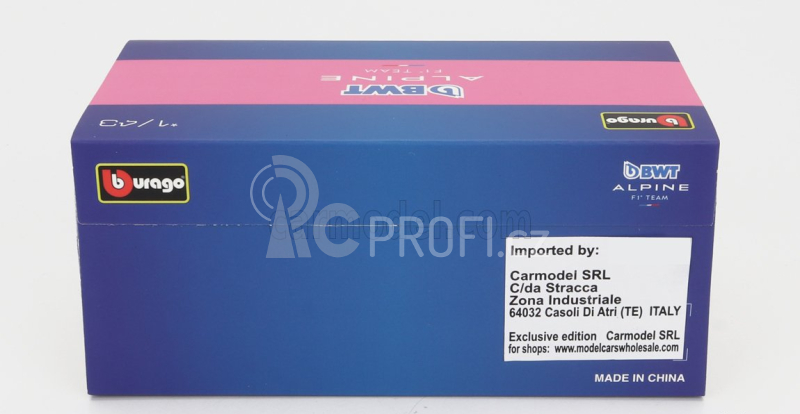 BWT
ALPINE
F1® TEAM
1/43
burago
burago
BWT
ALPINE
F1® TEAM
carmodel.com
RCPROFI.cz
Imported by:
Carmodel SRL
C/da Stracca
Zona Industriale
64032 Casoli Di Atri (TE) ITALY
Exclusive edition Carmodel SRL
for shops: www.modelcarswholesale.com
MADE IN CHINA